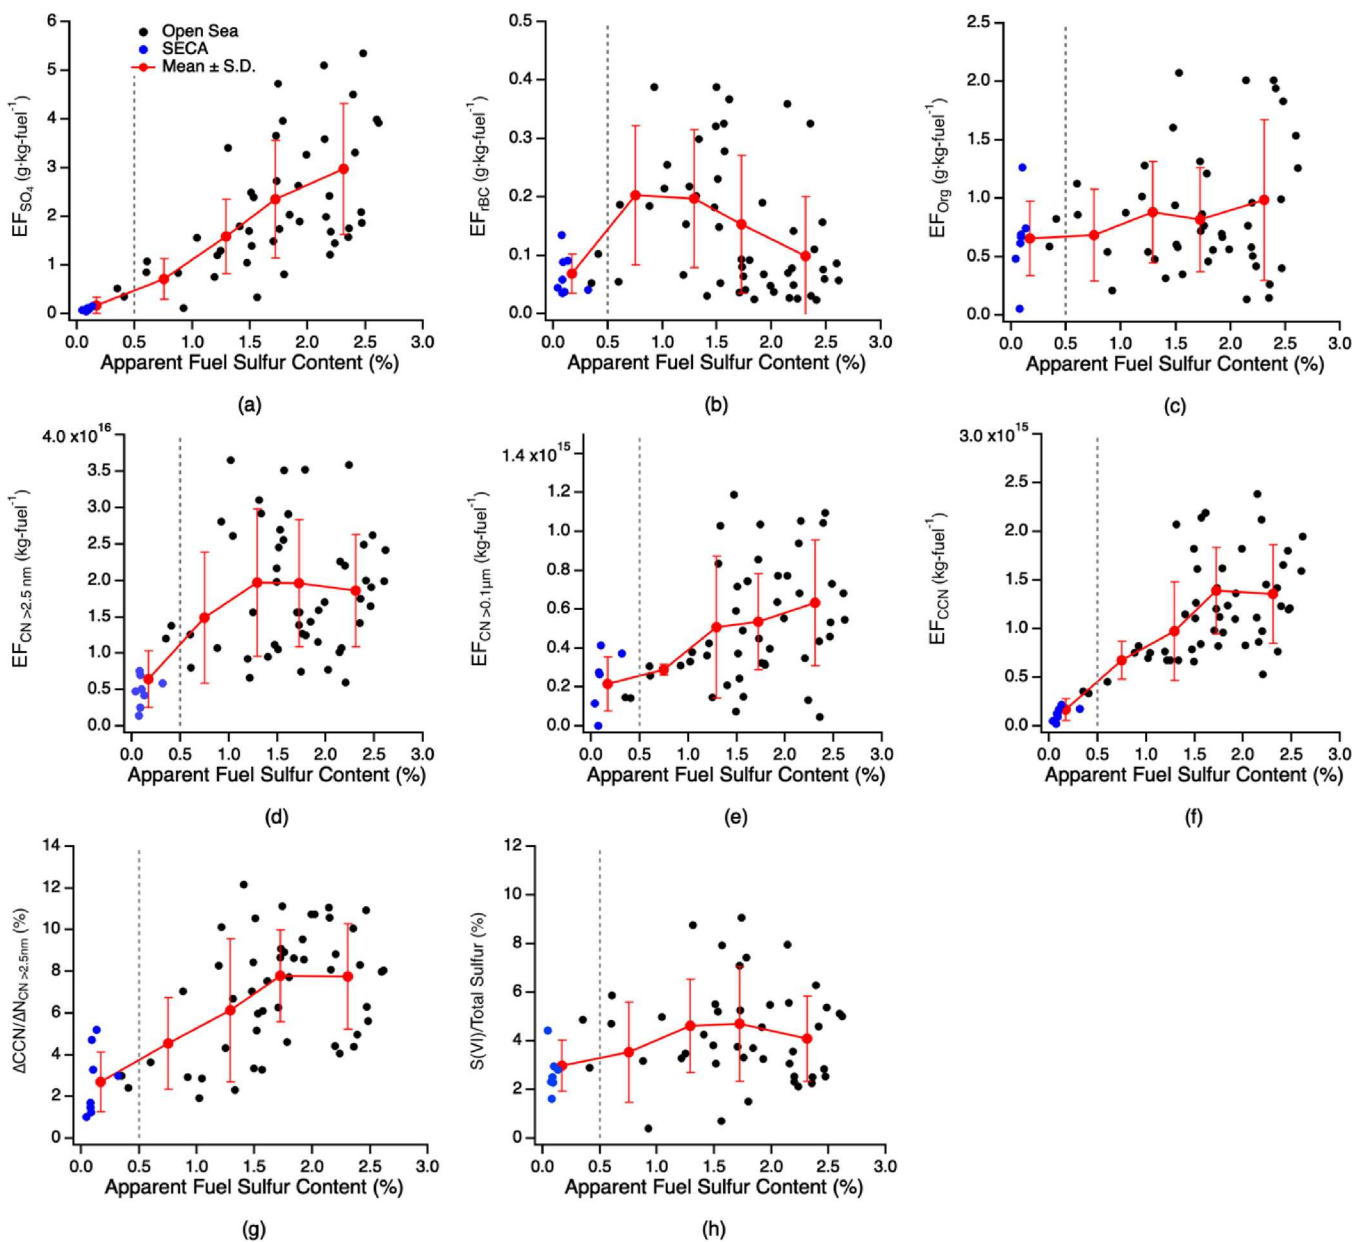 6
5
4
3
2
1
0
EF_SO4 (g·kg-fuel⁻¹)
Open Sea
SECA
Mean ± S.D.
0.0 0.5 1.0 1.5 2.0 2.5 3.0
Apparent Fuel Sulfur Content (%)
(a)
0.5
0.4
0.3
0.2
0.1
0.0
EF_rBC (g·kg-fuel⁻¹)
0.0 0.5 1.0 1.5 2.0 2.5 3.0
Apparent Fuel Sulfur Content (%)
(b)
2.5
2.0
1.5
1.0
0.5
0.0
EF_Org (g·kg-fuel⁻¹)
0.0 0.5 1.0 1.5 2.0 2.5 3.0
Apparent Fuel Sulfur Content (%)
(c)
4.0 x10¹⁶
3.5
3.0
2.5
2.0
1.5
1.0
0.5
0.0
EF_CN >2.5 nm (kg-fuel⁻¹)
0.0 0.5 1.0 1.5 2.0 2.5 3.0
Apparent Fuel Sulfur Content (%)
(d)
1.4 x10¹⁵
1.2
1.0
0.8
0.6
0.4
0.2
0.0
EF_CN >0.1µm (kg-fuel⁻¹)
0.0 0.5 1.0 1.5 2.0 2.5 3.0
Apparent Fuel Sulfur Content (%)
(e)
3.0 x10¹⁵
2.5
2.0
1.5
1.0
0.5
0.0
EF_CCN (kg-fuel⁻¹)
0.0 0.5 1.0 1.5 2.0 2.5 3.0
Apparent Fuel Sulfur Content (%)
(f)
14
12
10
8
6
4
2
0
ΔCCN/ΔN_CN >2.5nm (%)
0.0 0.5 1.0 1.5 2.0 2.5 3.0
Apparent Fuel Sulfur Content (%)
(g)
12
10
8
6
4
2
0
S(VI)/Total Sulfur (%)
0.0 0.5 1.0 1.5 2.0 2.5 3.0
Apparent Fuel Sulfur Content (%)
(h)